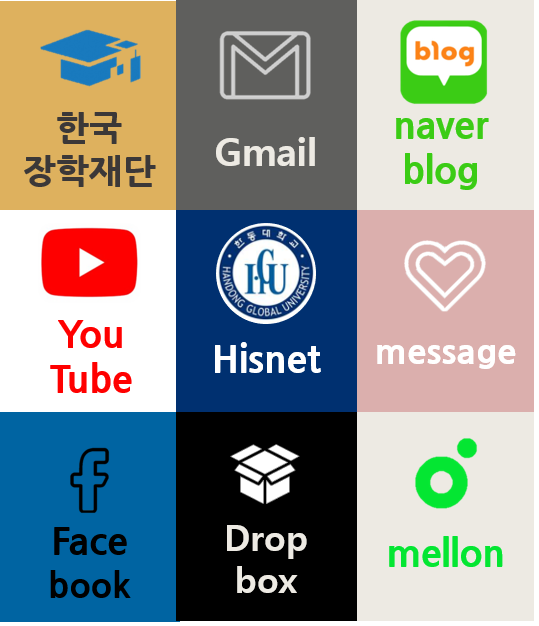 한국
장학재단
Gmail
blog
naver
blog
You
Tube
한동대학교
HGU
HANDONG GLOBAL UNIVERSITY
Hisnet
message
Face
book
Drop
box
mellon